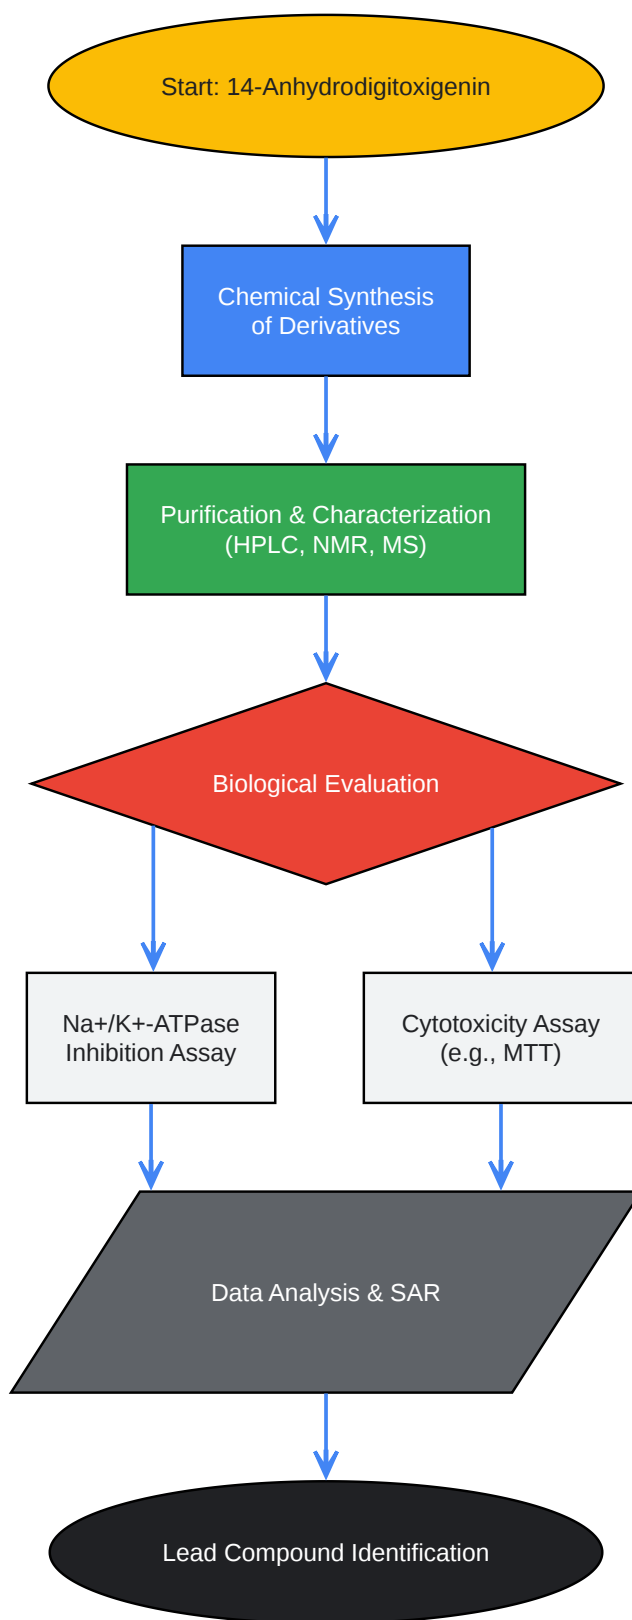 Start: 14-Anhydrodigitoxigenin
Chemical Synthesis
of Derivatives
Purification & Characterization
(HPLC, NMR, MS)
Biological Evaluation
Na+/K+-ATPase
Inhibition Assay
Cytotoxicity Assay
(e.g., MTT)
Data Analysis & SAR
Lead Compound Identification